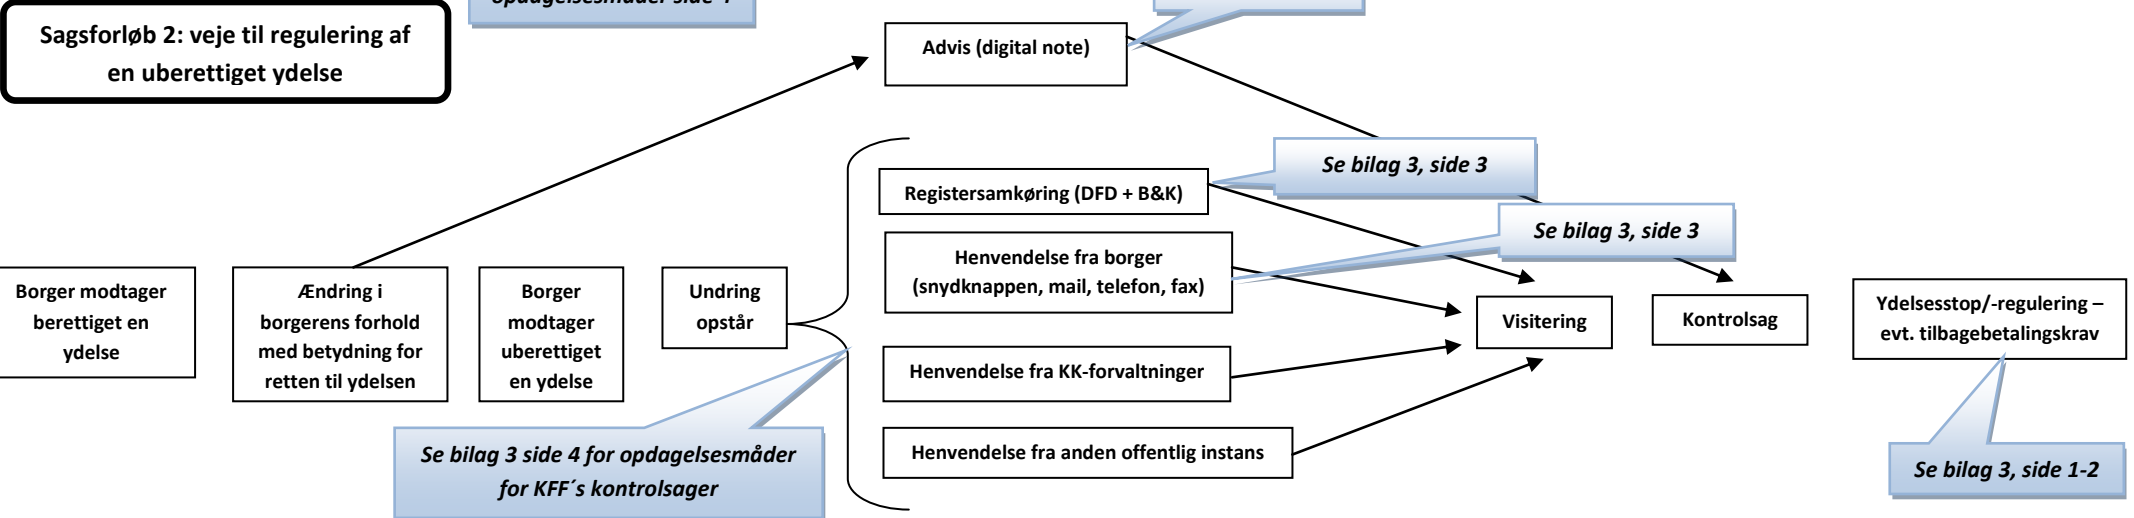 opdagelsesmåder side 4
Sagsforløb 2: veje til regulering af
en uberettiget ydelse
Advis (digital note)
Se bilag 3, side 3
Registersamkøring (DFD + B&K)
Se bilag 3, side 3
Henvendelse fra borger
(snydknappen, mail, telefon, fax)
Borger modtager
berettiget en
ydelse
Ændring i
borgerens forhold
med betydning for
retten til ydelsen
Borger
modtager
uberettiget
en ydelse
Undring
opstår
Visitering
Kontrolsag
Ydelsesstop/-regulering –
evt. tilbagebetalingskrav
Henvendelse fra KK-forvaltninger
Henvendelse fra anden offentlig instans
Se bilag 3 side 4 for opdagelsesmåder
for KFF´s kontrolsager
Se bilag 3, side 1-2